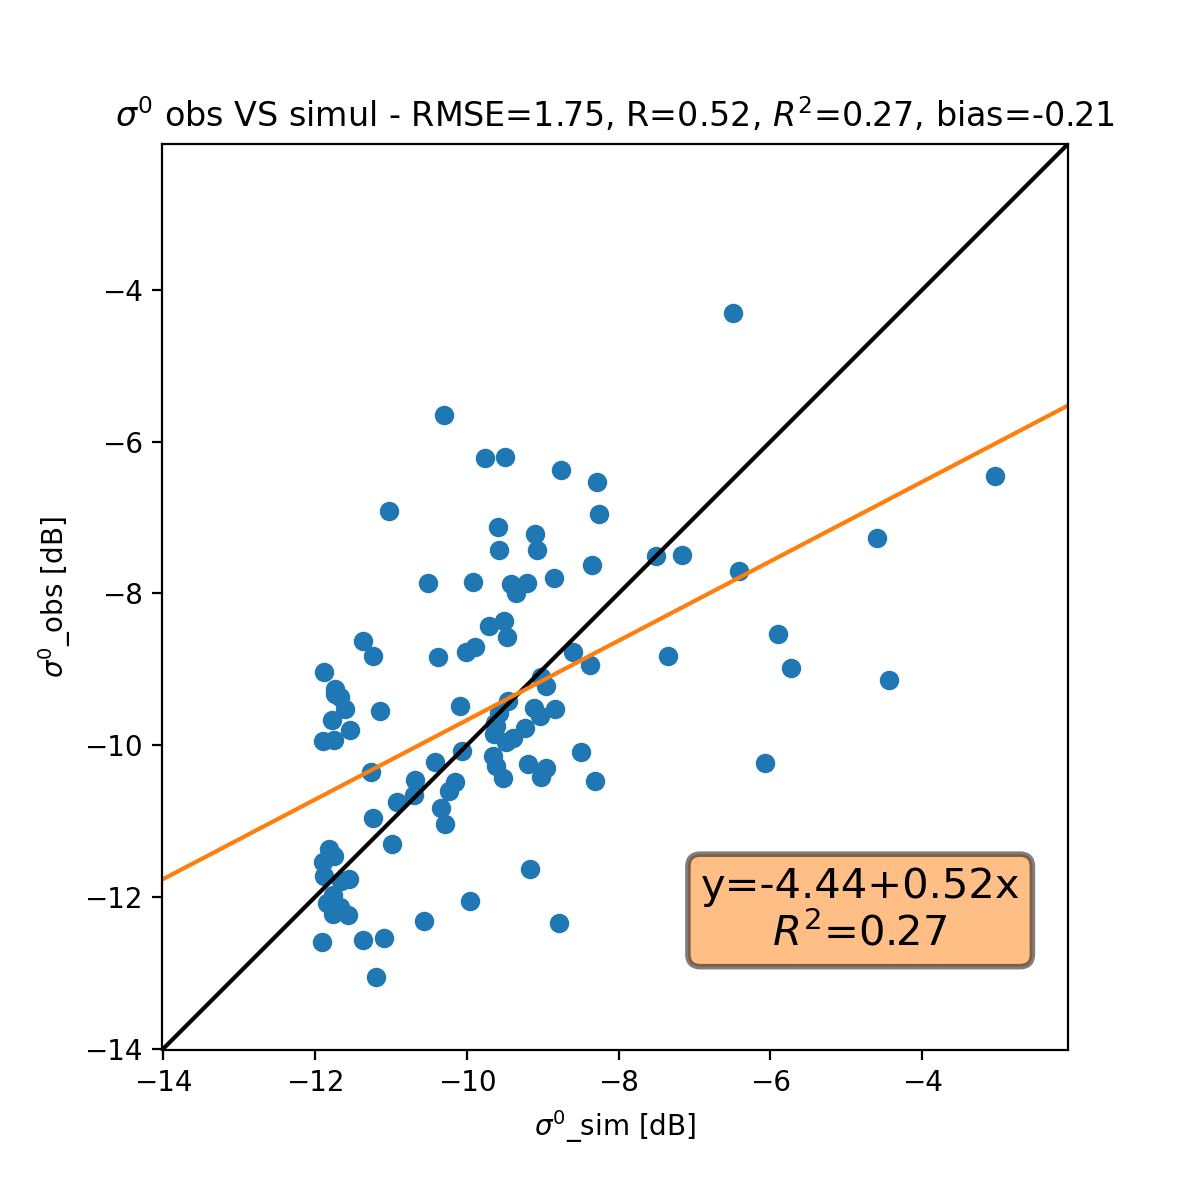 σ⁰ obs VS simul - RMSE=1.75, R=0.52, R²=0.27, bias=-0.21
σ⁰_obs [dB]
−4
−6
−8
−10
−12
−14
y=-4.44+0.52x
R²=0.27
−14 −12 −10 −8 −6 −4
σ⁰_sim [dB]